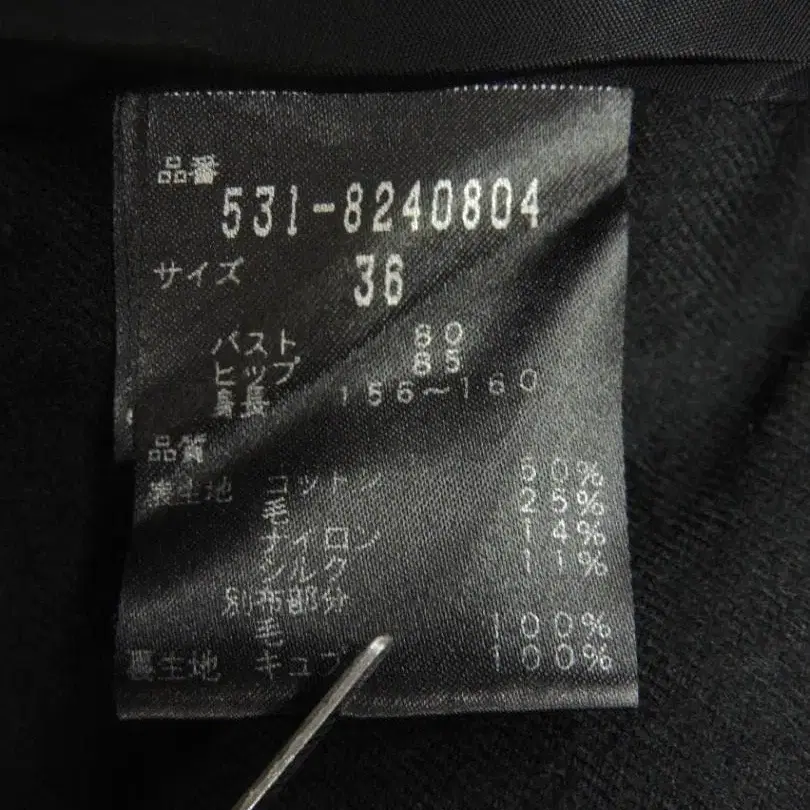 品番
531-8240804
サイズ 36
バスト 80
ヒップ 85
身長 156~160
品質
表生地 コットン 50%
毛 25%
ナイロン 14%
シルク 11%
別布部分
毛 100%
裏生地 キュプ 100%